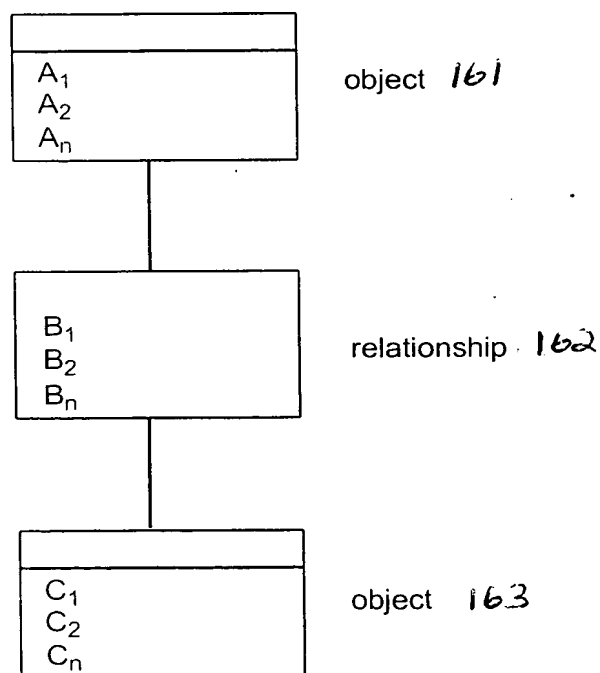 A₁
A₂
Aₙ
object 161
B₁
B₂
Bₙ
relationship 162
C₁
C₂
Cₙ
object 163